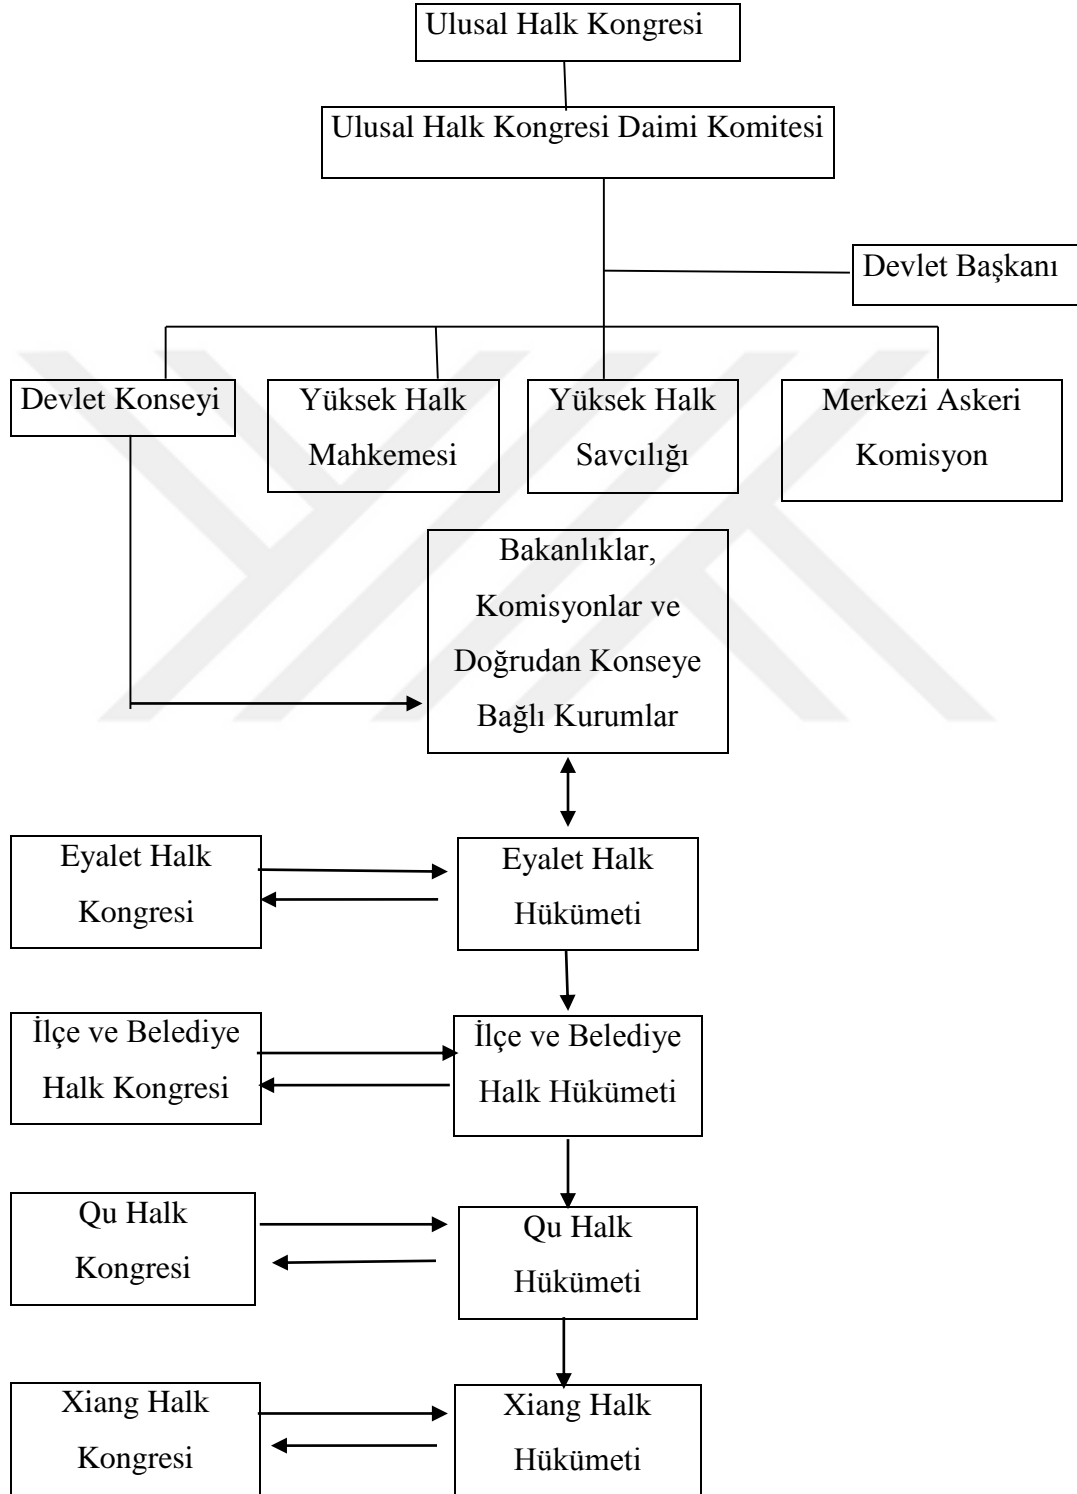 Ulusal Halk Kongresi
Ulusal Halk Kongresi Daimi Komitesi
Devlet Başkanı
Devlet Konseyi
Yüksek Halk
Mahkemesi
Yüksek Halk
Savcılığı
Merkezi Askeri
Komisyon
Bakanlıklar,
Komisyonlar ve
Doğrudan Konseye
Bağlı Kurumlar
Eyalet Halk
Kongresi
Eyalet Halk
Hükümeti
İlçe ve Belediye
Halk Kongresi
İlçe ve Belediye
Halk Hükümeti
Qu Halk
Kongresi
Qu Halk
Hükümeti
Xiang Halk
Kongresi
Xiang Halk
Hükümeti